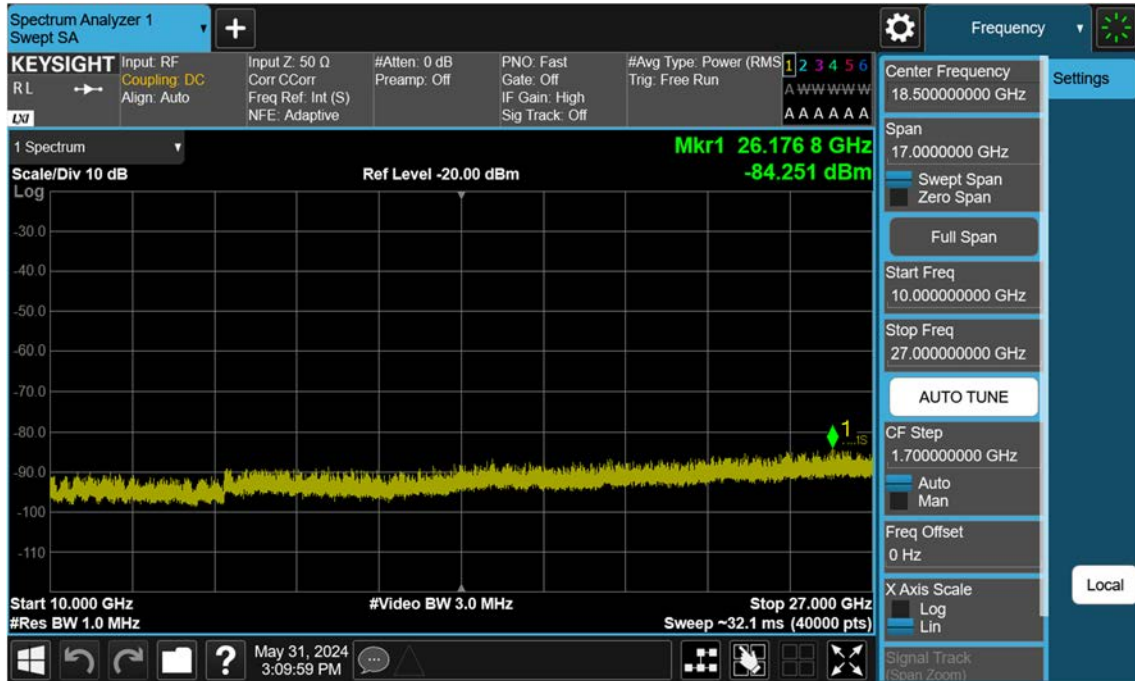 Spectrum Analyzer 1
Swept SA
Frequency
KEYSIGHT
R L
LXI
Input: RF
Coupling: DC
Align: Auto
Input Z: 50 Ω
Corr CCorr
Freq Ref: Int (S)
NFE: Adaptive
#Atten: 0 dB
Preamp: Off
PNO: Fast
Gate: Off
IF Gain: High
Sig Track: Off
#Avg Type: Power (RMS
Trig: Free Run
1 2 3 4 5 6
A W W W W W
A A A A A A
1 Spectrum
Mkr1 26.176 8 GHz
-84.251 dBm
Scale/Div 10 dB
Ref Level -20.00 dBm
Log
-30.0
-40.0
-50.0
-60.0
-70.0
-80.0
-90.0
-100
-110
1
Start 10.000 GHz
#Video BW 3.0 MHz
Stop 27.000 GHz
#Res BW 1.0 MHz
Sweep ~32.1 ms (40000 pts)
May 31, 2024
3:09:59 PM
?
Center Frequency
18.500000000 GHz
Settings
Span
17.0000000 GHz
Swept Span
Zero Span
Full Span
Start Freq
10.000000000 GHz
Stop Freq
27.000000000 GHz
AUTO TUNE
CF Step
1.700000000 GHz
Auto
Man
Freq Offset
0 Hz
X Axis Scale
Log
Lin
Local
Signal Track
(Span Zoom)